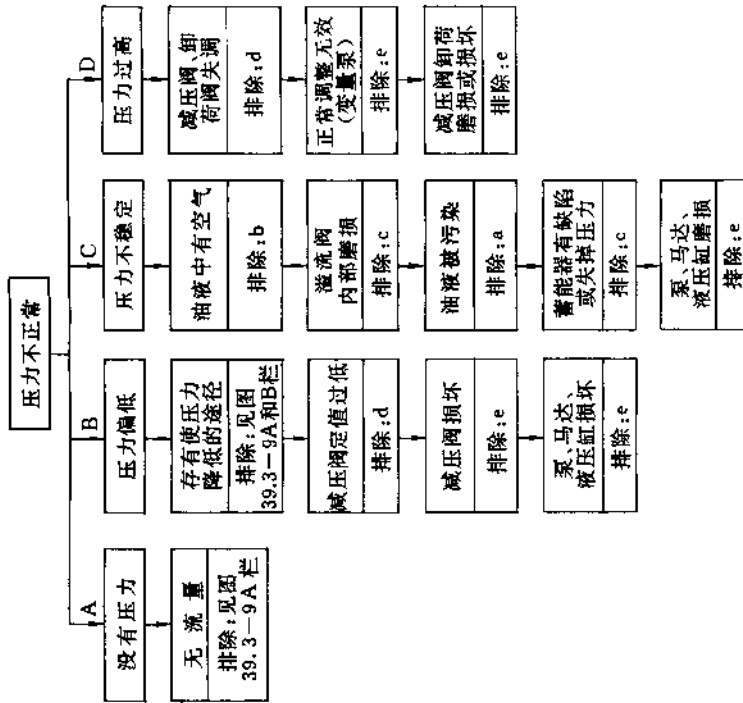 压力不正常
A
没有压力
无流量
排除:见图
39.3-9A栏
B
压力偏低
存有使压力
降低的途径
排除:见图
39.3-9A和B栏
减压阀定值过低
排除:d
减压阀损坏
排除:e
泵、马达、
液压缸损坏
排除:e
C
压力不稳定
油液中有空气
排除:b
溢流阀
内部磨损
排除:c
油液被污染
排除:a
蓄能器有缺陷
或失掉压力
排除:c
泵、马达、
液压缸磨损
排除:e
D
压力过高
减压阀、卸
荷阀失调
排除:d
正常调整无效
(变量泵)
排除:e
减压阀卸荷
磨损或损坏
排除:e